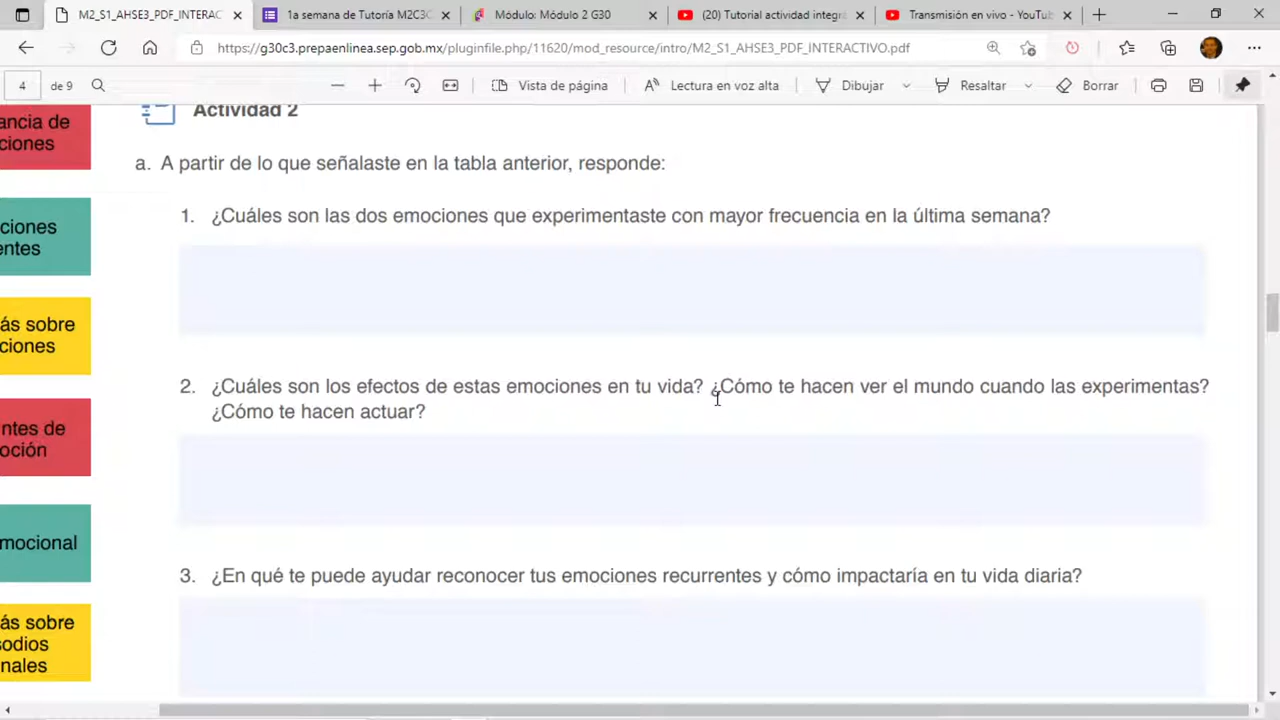 M2_S1_AHSE3_PDF_INTERAC
1a semana de Tutoría M2C3C
Módulo: Módulo 2 G30
(20) Tutorial actividad integra
Transmisión en vivo - YouTub
https://g30c3.prepaenlinea.sep.gob.mx/pluginfile.php/11620/mod_resource/intro/M2_S1_AHSE3_PDF_INTERACTIVO.pdf
4 de 9
Vista de página
Lectura en voz alta
Dibujar
Resaltar
Borrar
Actividad 2
ancia de
ciones
a. A partir de lo que señalaste en la tabla anterior, responde:
1. ¿Cuáles son las dos emociones que experimentaste con mayor frecuencia en la última semana?
ciones
entes
ás sobre
ciones
2. ¿Cuáles son los efectos de estas emociones en tu vida? ¿Cómo te hacen ver el mundo cuando las experimentas?
¿Cómo te hacen actuar?
ntes de
oción
mocional
3. ¿En qué te puede ayudar reconocer tus emociones recurrentes y cómo impactaría en tu vida diaria?
ás sobre
sodios
nales